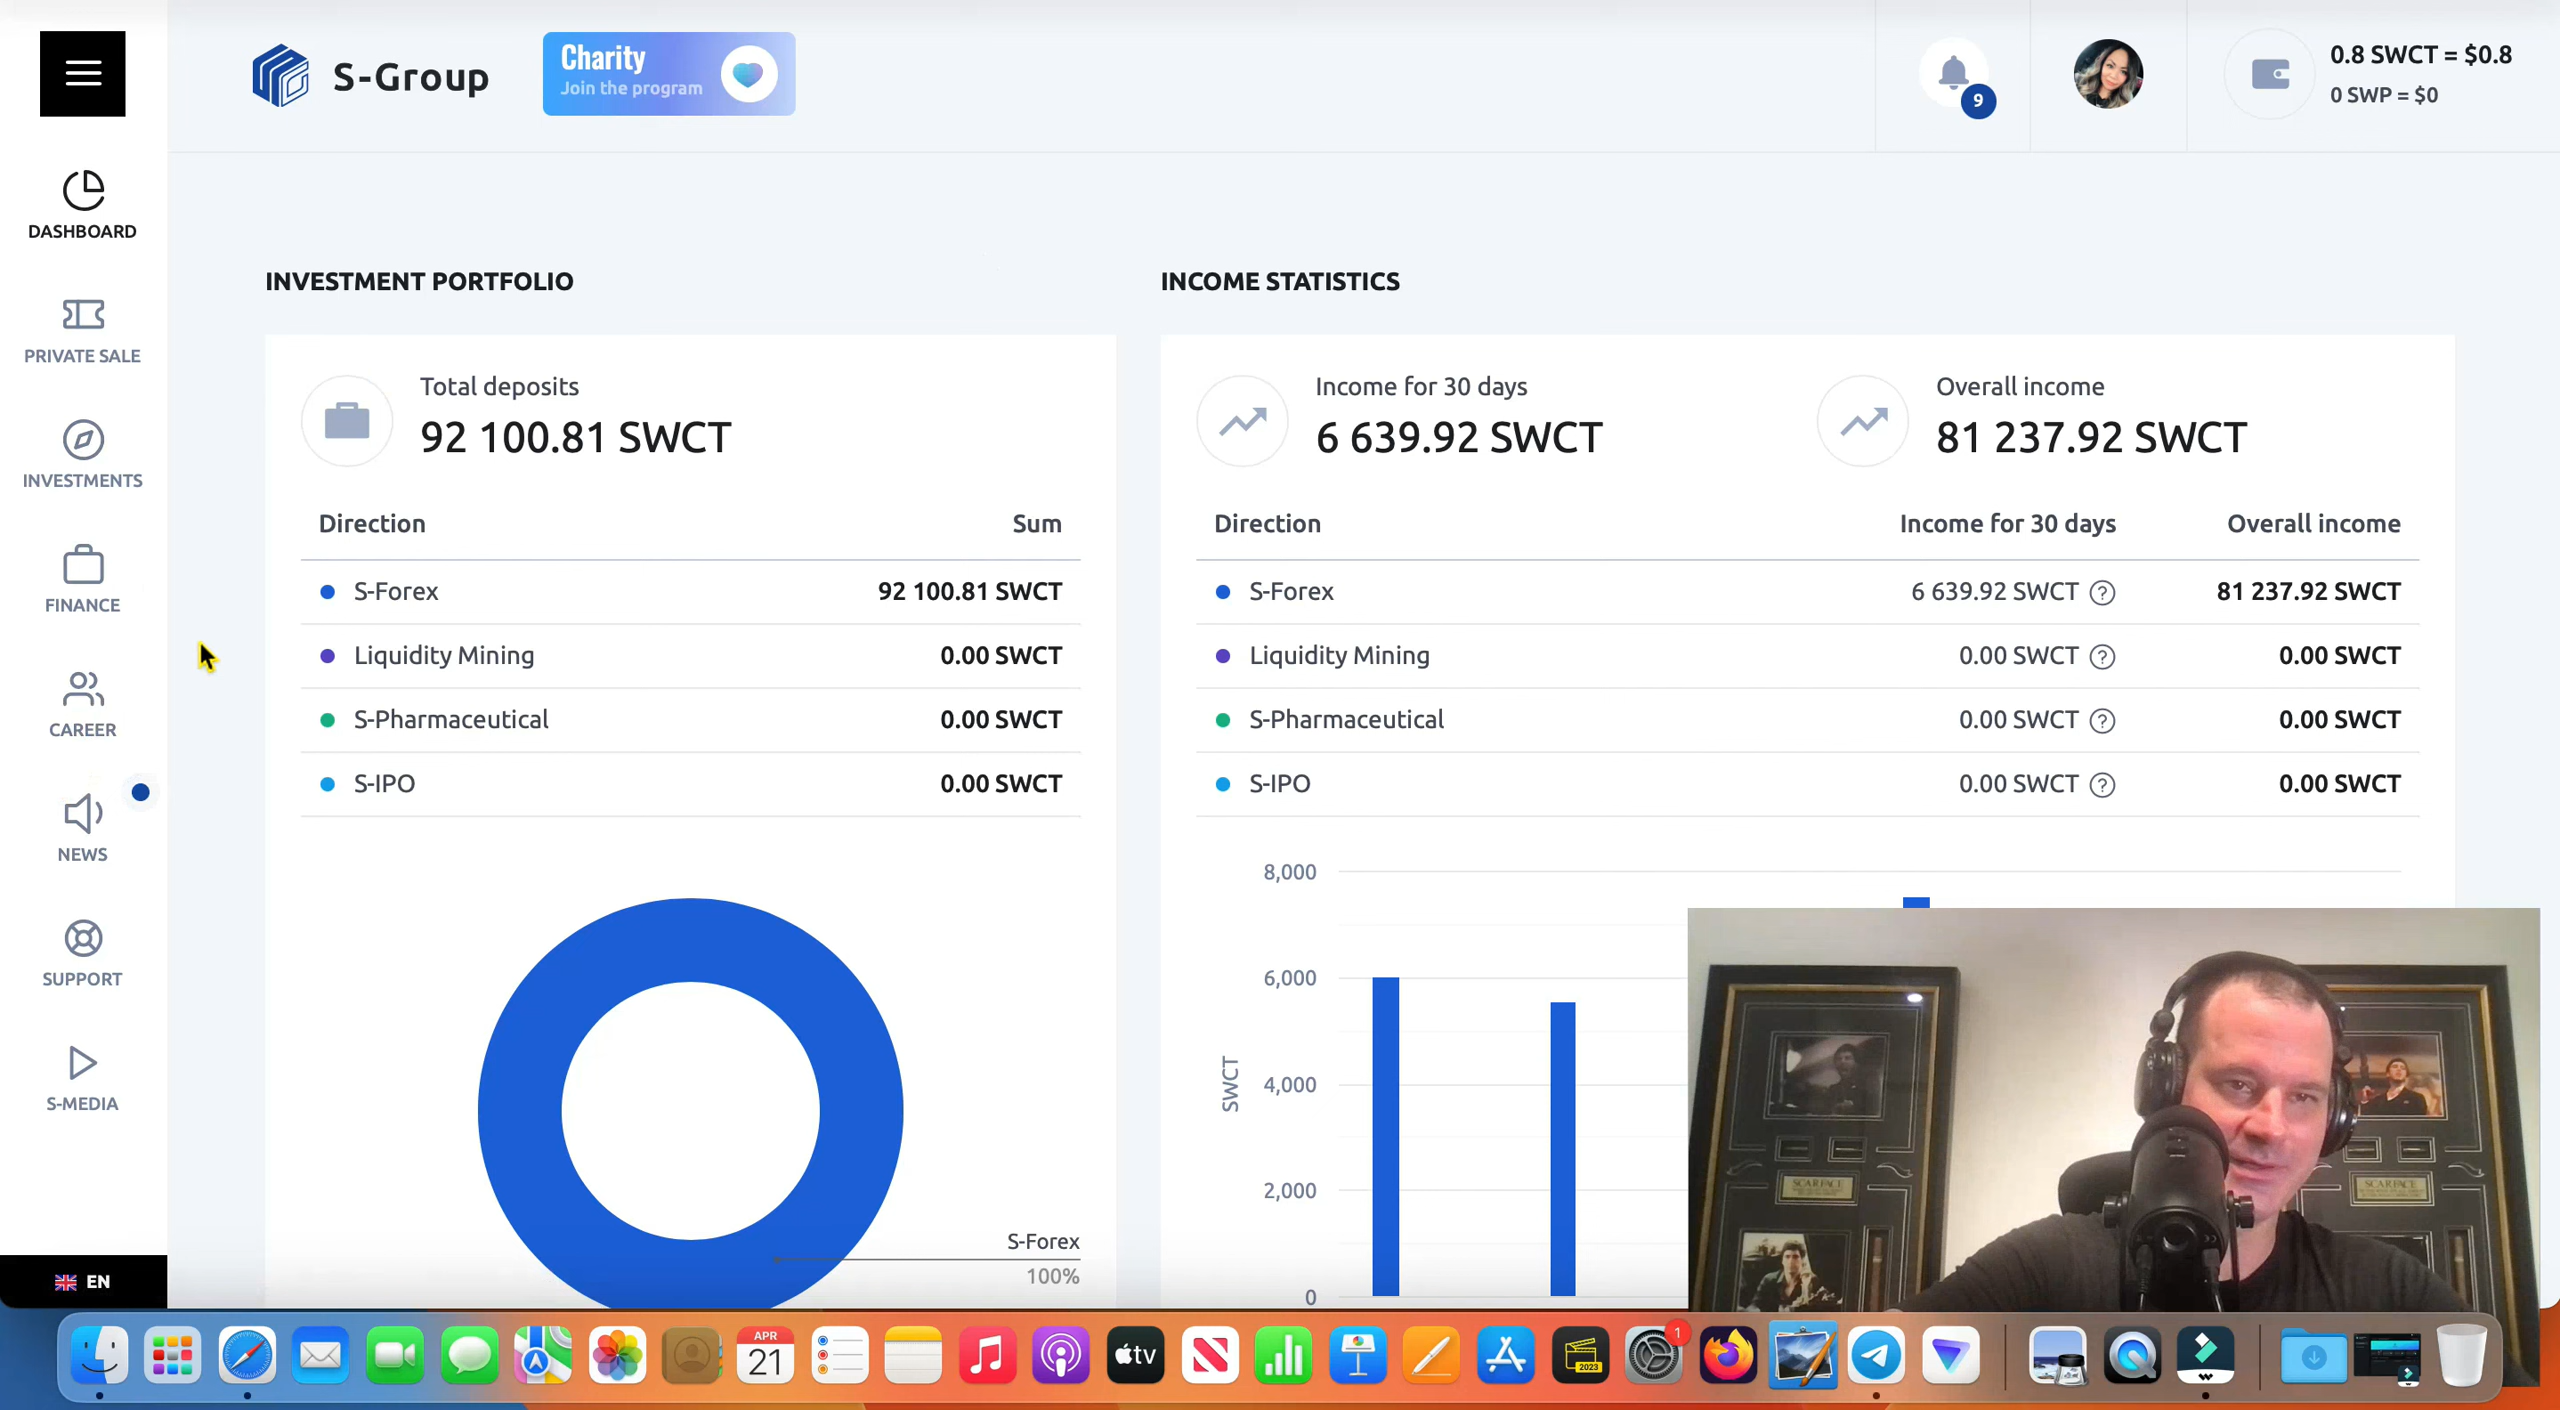 S-Group
Charity
Join the program
9
0.8 SWCT = $0.8
0 SWP = $0
DASHBOARD
PRIVATE SALE
INVESTMENTS
FINANCE
CAREER
NEWS
SUPPORT
S-MEDIA
EN
INVESTMENT PORTFOLIO
Total deposits
92 100.81 SWCT
Direction Sum
S-Forex 92 100.81 SWCT
Liquidity Mining 0.00 SWCT
S-Pharmaceutical 0.00 SWCT
S-IPO 0.00 SWCT
S-Forex
100%
INCOME STATISTICS
Income for 30 days
6 639.92 SWCT
Overall income
81 237.92 SWCT
Direction Income for 30 days Overall income
S-Forex 6 639.92 SWCT ? 81 237.92 SWCT
Liquidity Mining 0.00 SWCT ? 0.00 SWCT
S-Pharmaceutical 0.00 SWCT ? 0.00 SWCT
S-IPO 0.00 SWCT ? 0.00 SWCT
8,000
6,000
4,000
2,000
0
SWCT
SCARFACE
SCARFACE
APR
21
tv
2023
1